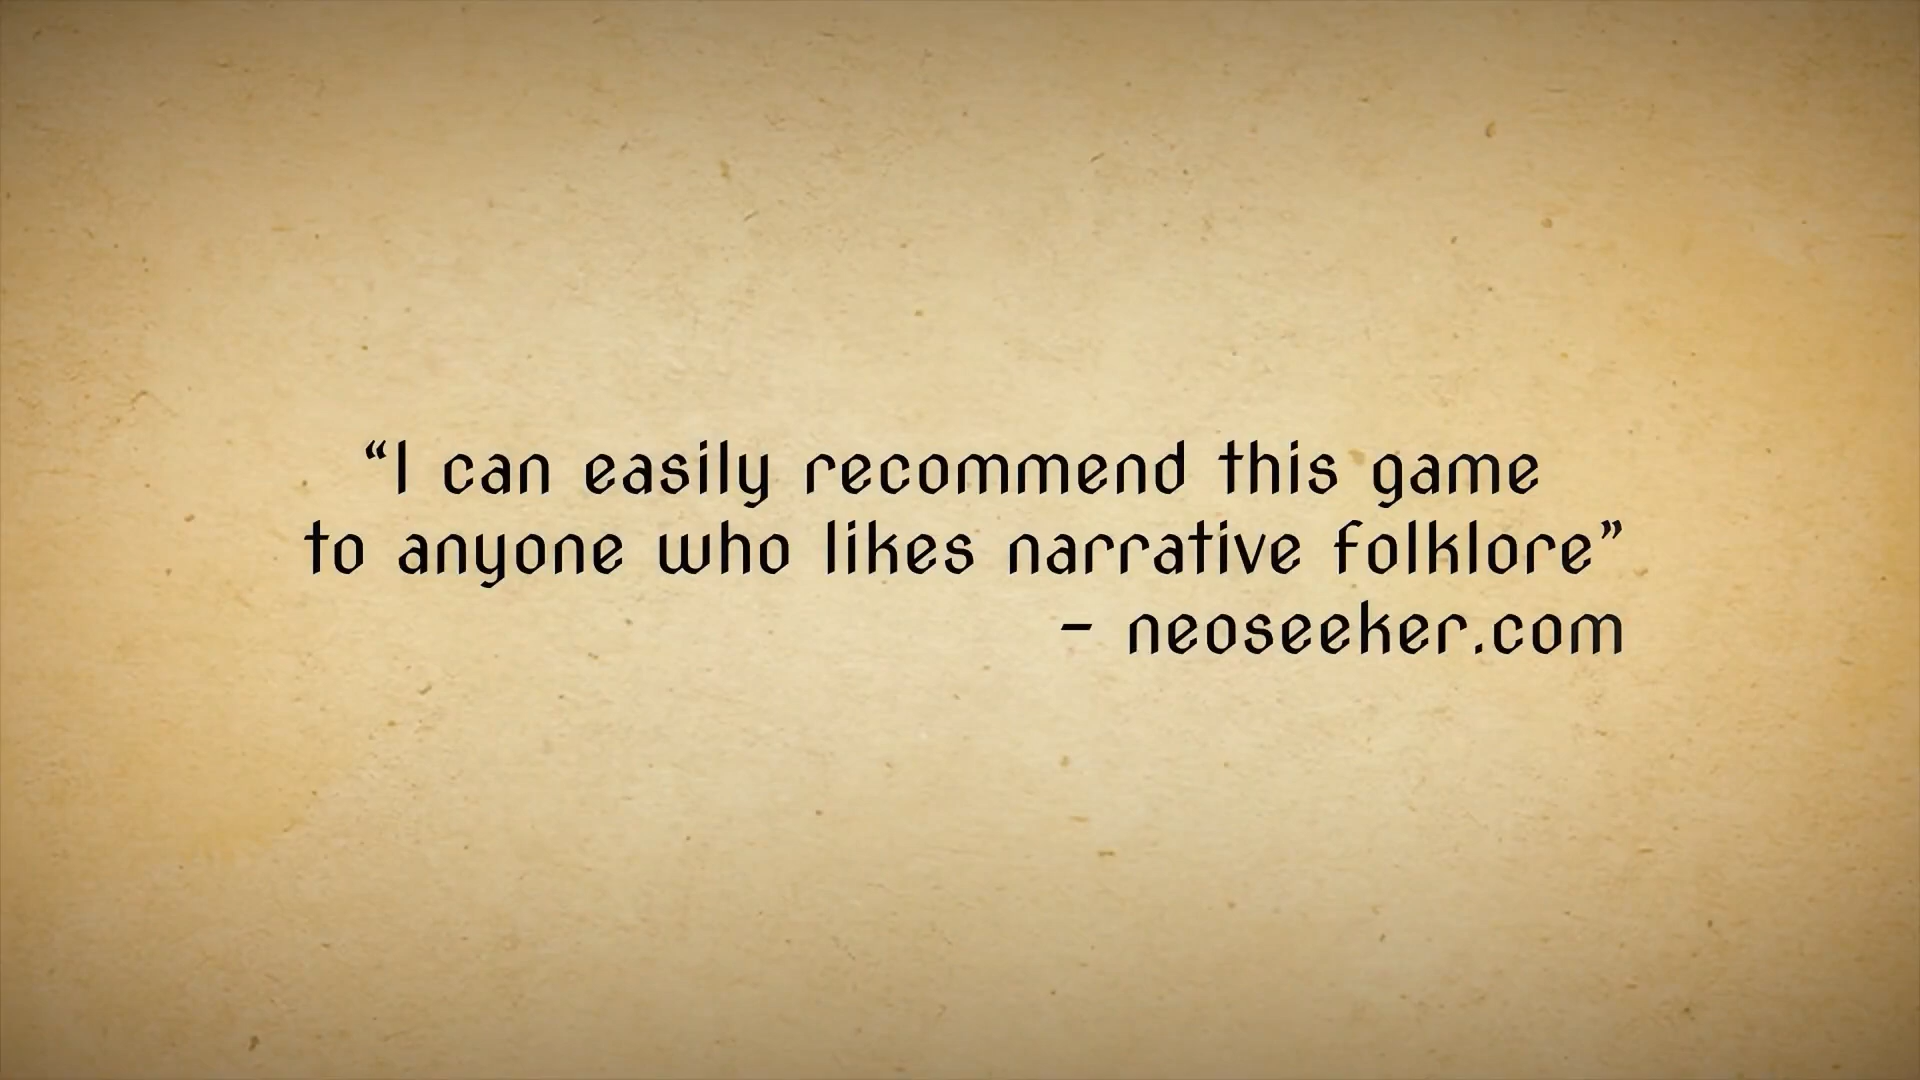 “I can easily recommend this game
to anyone who likes narrative folklore”
– neoseeker.com